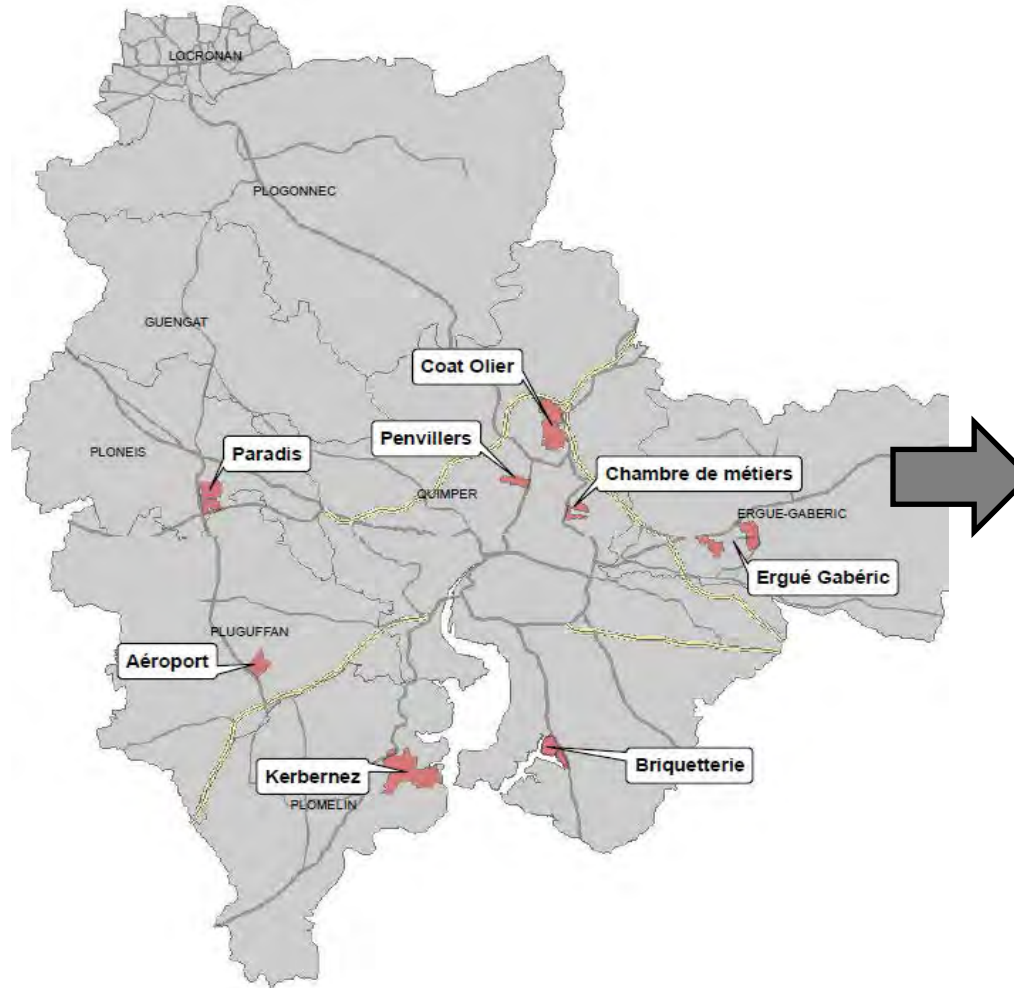 LOCRONAN
PLOGONNEC
GUENGAT
Coat Olier
PLONEIS
Paradis
Penvillers
Chambre de métiers
QUIMPER
ERGUE-GABERIC
Ergué Gabéric
PLUGUFFAN
Aéroport
Briquetterie
Kerbernez
PLOMELIN